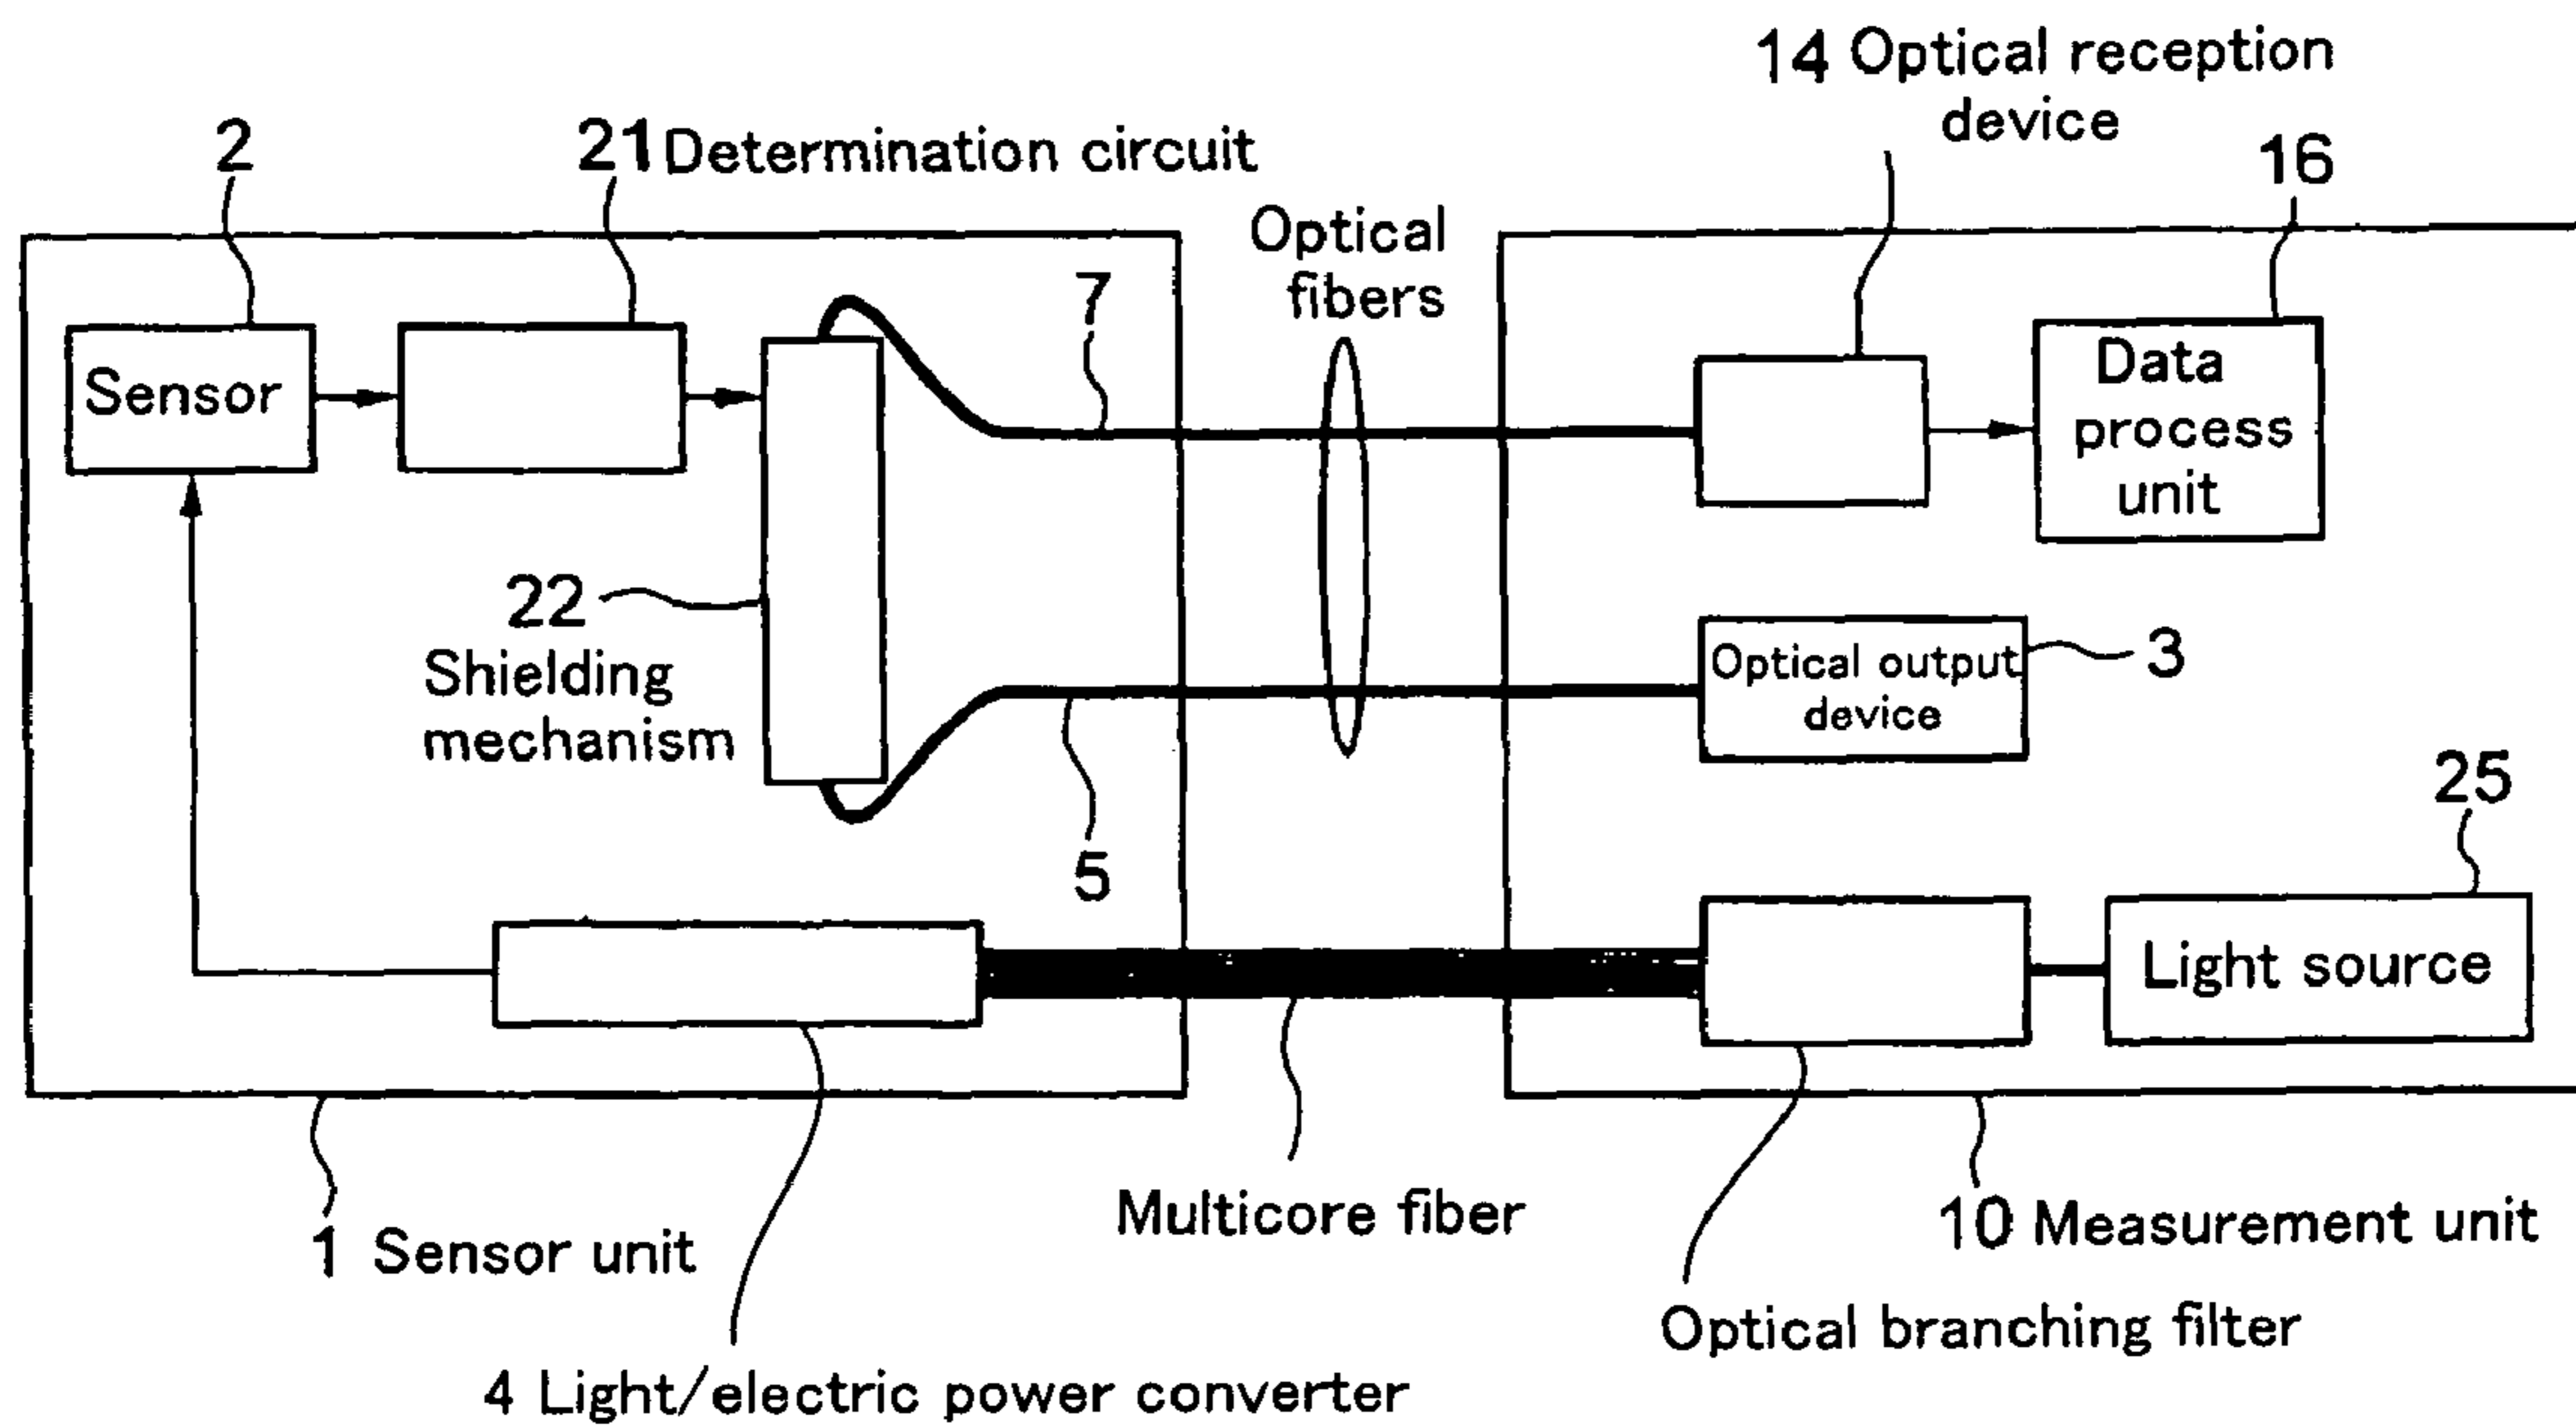 14 Optical reception
device
2
21 Determination circuit
16
Optical
fibers
7
Sensor
Data
process
unit
22
Shielding
mechanism
Optical output
device
3
5
25
Light source
Multicore fiber
10 Measurement unit
1 Sensor unit
Optical branching filter
4 Light/electric power converter